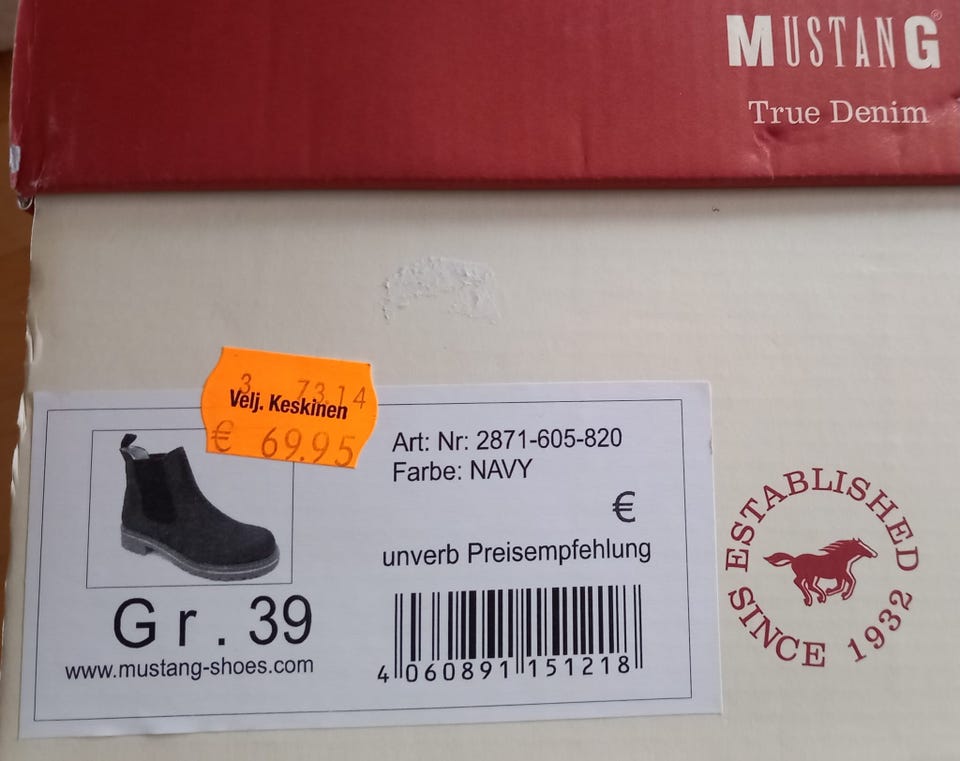 MUSTANG®
True Denim
3 73.14
Velj. Keskinen
€ 69.95
Art: Nr: 2871-605-820
Farbe: NAVY
€
unverb Preisempfehlung
Gr. 39
www.mustang-shoes.com
4 060891 151218
ESTABLISHED
SINCE 1932